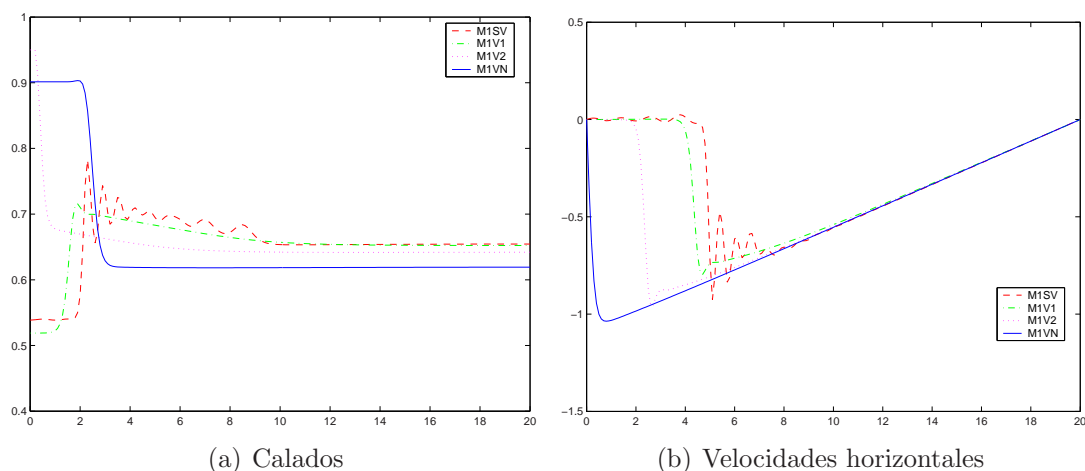 1
0.9
0.8
0.7
0.6
0.5
0.4
0 2 4 6 8 10 12 14 16 18 20
M1SV
M1V1
M1V2
M1VN
(a) Calados
0.5
0
−0.5
−1
−1.5
0 2 4 6 8 10 12 14 16 18 20
M1SV
M1V1
M1V2
M1VN
(b) Velocidades horizontales